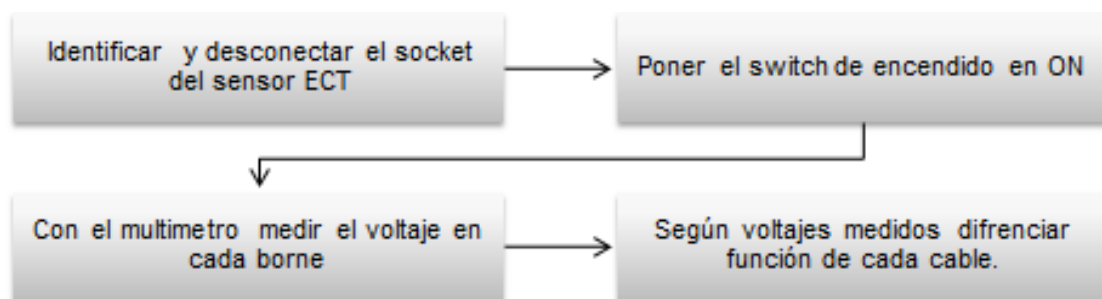 Identificar y desconectar el socket
del sensor ECT
Poner el switch de encendido en ON
Con el multimetro medir el voltaje en
cada borne
Según voltajes medidos difrenciar
función de cada cable.